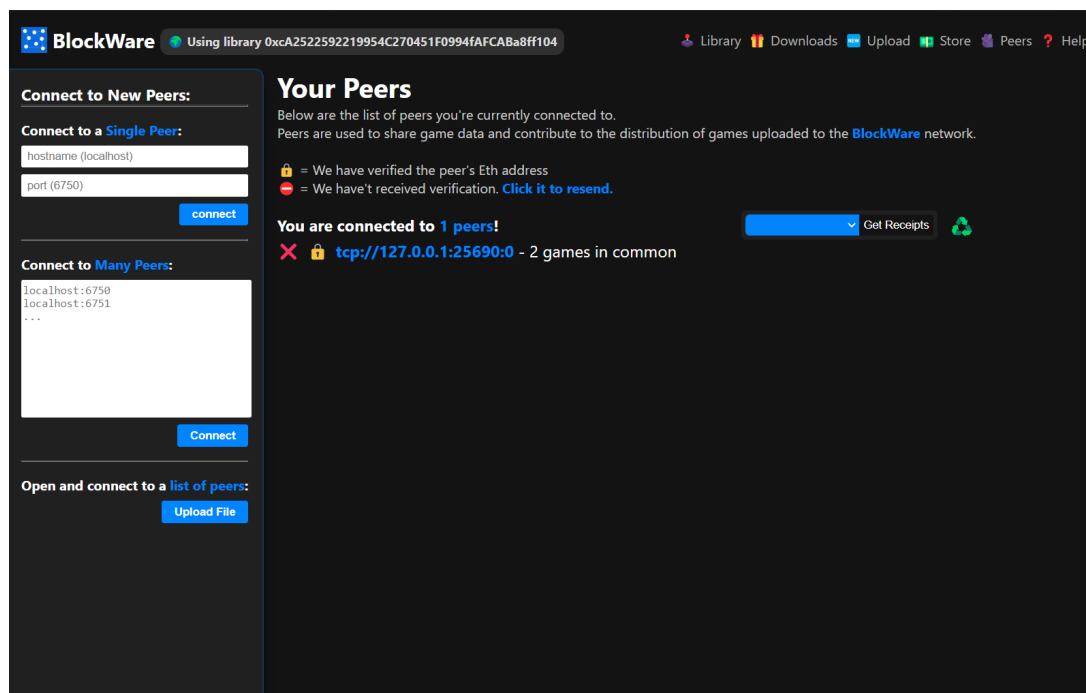 BlockWare
Using library 0xcA2522592219954C270451F0994fAFCABa8ff104
Library Downloads Upload Store Peers Help
Connect to New Peers:
Connect to a Single Peer:
hostname (localhost)
port (6750)
connect
Connect to Many Peers:
localhost:6750
localhost:6751
...
Connect
Open and connect to a list of peers:
Upload File
Your Peers
Below are the list of peers you're currently connected to.
Peers are used to share game data and contribute to the distribution of games uploaded to the BlockWare network.
= We have verified the peer's Eth address
= We hav't received verification. Click it to resend.
You are connected to 1 peers!
Get Receipts
tcp://127.0.0.1:25690:0 - 2 games in common